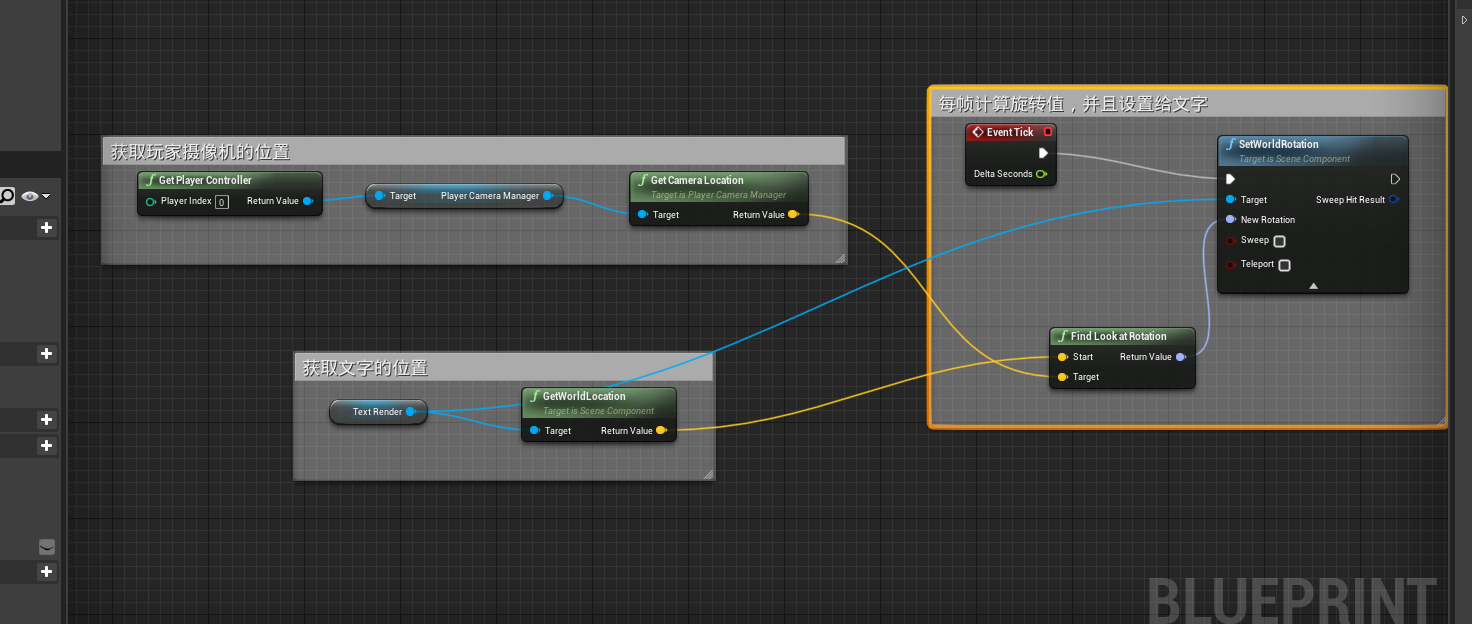 每帧计算旋转值，并且设置给文字
Event Tick
Delta Seconds
SetWorldRotation
Target is Scene Component
Target
Sweep Hit Result
New Rotation
Sweep
Teleport
获取玩家摄像机的位置
Get Player Controller
Player Index 0
Return Value
Target
Player Camera Manager
Get Camera Location
Target is Player Camera Manager
Target
Return Value
Find Look at Rotation
Start
Return Value
Target
获取文字的位置
Text Render
GetWorldLocation
Target is Scene Component
Target
Return Value
BLUEPRINT